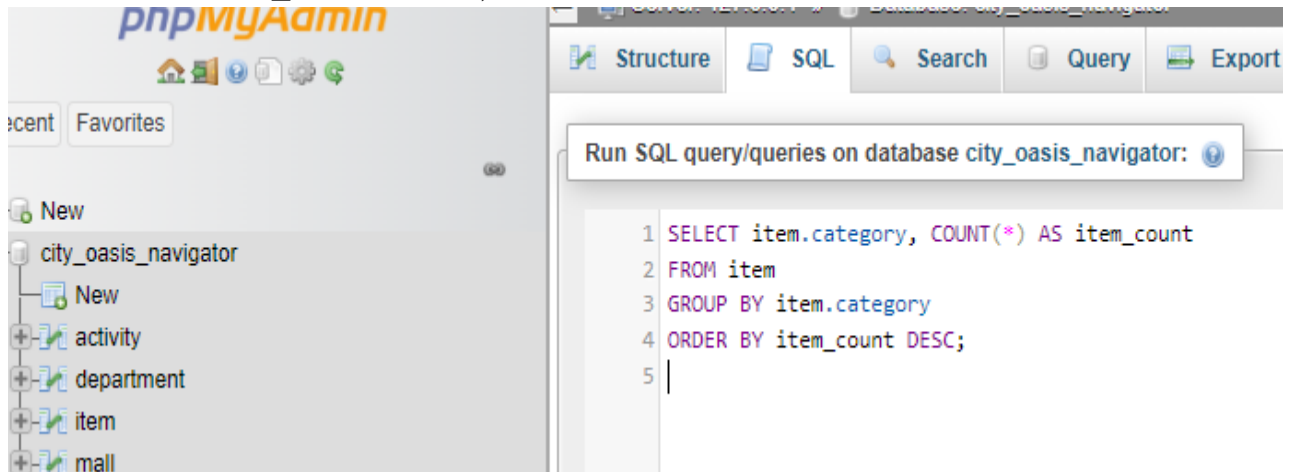 phpMyAdmin
Recent Favorites
New
city_oasis_navigator
New
activity
department
item
mall
Structure SQL Search Query Export
Run SQL query/queries on database city_oasis_navigator:
1 SELECT item.category, COUNT(*) AS item_count
2 FROM item
3 GROUP BY item.category
4 ORDER BY item_count DESC;
5